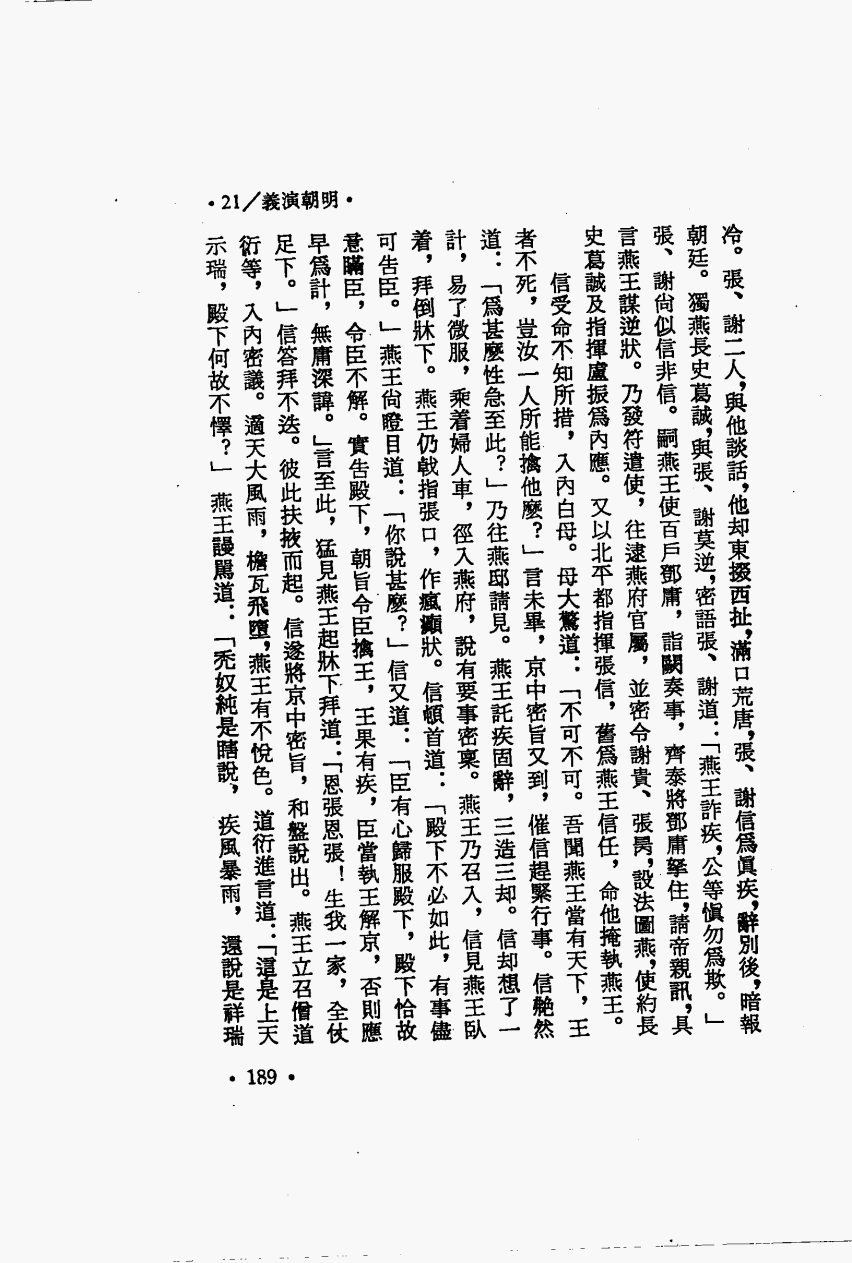 •21/義演朝明•
冷。張、謝二人，與他談話，他却東掇西扯，滿口荒唐，張、謝信爲眞疾，辭別後，暗報
朝廷。獨燕長史葛誠，與張、謝莫逆，密語張、謝道：「燕王詐疾，公等愼勿爲欺。」
張、謝尙似信非信。嗣燕王使百戶鄧庸，詣闕奏事，齊泰將鄧庸拏住，請帝親訊，具
言燕王謀逆狀。乃發符遣使，往逮燕府官屬，並密令謝貴、張昺，設法圖燕，使約長
史葛誠及指揮盧振爲內應。又以北平都指揮張信，舊爲燕王信任，命他掩執燕王。
信受命不知所措，入內白母。母大驚道：「不可不可。吾聞燕王當有天下，王
者不死，豈汝一人所能擒他麼？」言未畢，京中密旨又到，催信趕緊行事。信艴然
道：「爲甚麼性急至此？」乃往燕邸請見。燕王託疾固辭，三造三却。信却想了一
計，易了微服，乘着婦人車，徑入燕府，說有要事密稟。燕王乃召入，信見燕王臥
着，拜倒牀下。燕王仍戟指張口，作瘋癲狀。信頓首道：「殿下不必如此，有事儘
可吿臣。」燕王尙瞪目道：「你說甚麼？」信又道：「臣有心歸服殿下，殿下恰故
意瞞臣，令臣不解。實吿殿下，朝旨令臣擒王，王果有疾，臣當執王解京，否則應
早爲計，無庸深諱。」言至此，猛見燕王起牀下拜道：「恩張恩張！生我一家，全仗
足下。」信答拜不迭。彼此扶掖而起。信遂將京中密旨，和盤說出。燕王立召僧道
衍等，入內密議。適天大風雨，檐瓦飛墮，燕王有不悅色。道衍進言道：「這是上天
示瑞，殿下何故不懌？」燕王謾罵道：「禿奴純是瞎說，疾風暴雨，還說是祥瑞
•189•